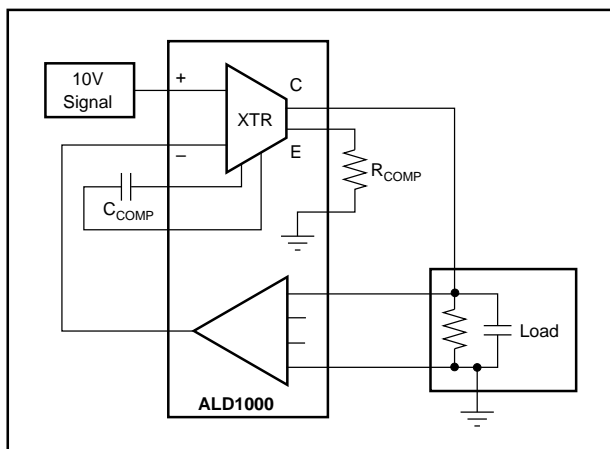 10V
Signal
+
–
XTR
C
E
R_COMP
C_COMP
Load
ALD1000